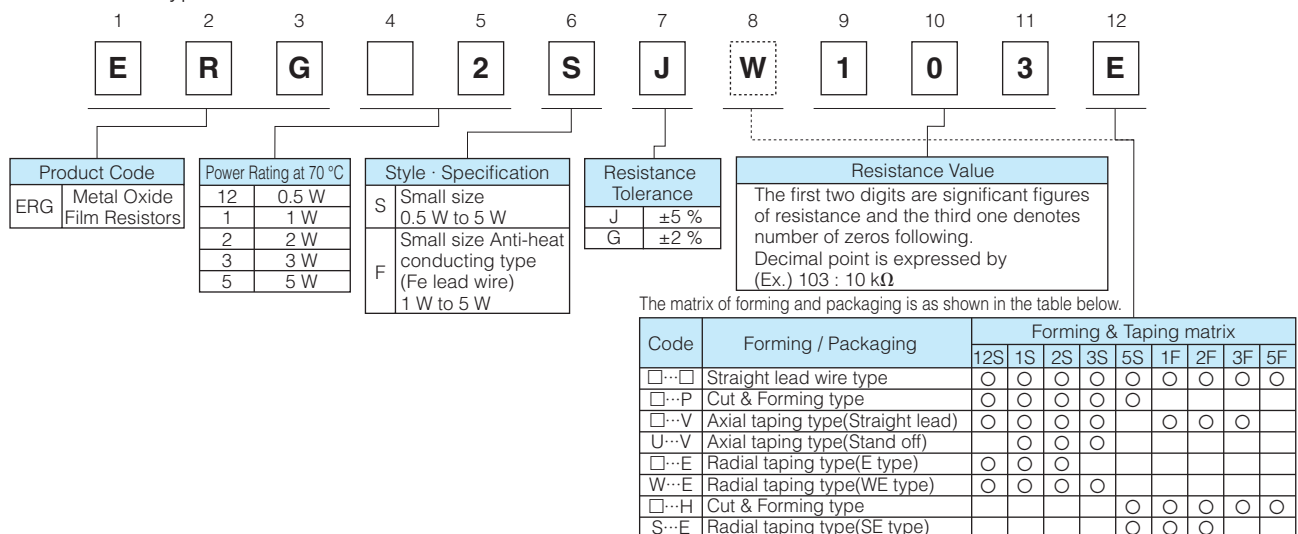 1 2 3 4 5 6 7 8 9 10 11 12
E R G 2 S J W 1 0 3 E
Product Code
ERG Metal Oxide Film Resistors
Power Rating at 70 °C
12 0.5 W
1 1 W
2 2 W
3 3 W
5 5 W
Style · Specification
S Small size
0.5 W to 5 W
F Small size Anti-heat
conducting type
(Fe lead wire)
1 W to 5 W
Resistance
Tolerance
J ±5 %
G ±2 %
Resistance Value
The first two digits are significant figures
of resistance and the third one denotes
number of zeros following.
Decimal point is expressed by
(Ex.) 103 : 10 kΩ
The matrix of forming and packaging is as shown in the table below.
Code Forming / Packaging Forming & Taping matrix
12S 1S 2S 3S 5S 1F 2F 3F 5F
□···□ Straight lead wire type ○ ○ ○ ○ ○ ○ ○ ○ ○
□···P Cut & Forming type ○ ○ ○ ○ ○
□···V Axial taping type(Straight lead) ○ ○ ○ ○ ○ ○ ○
U···V Axial taping type(Stand off) ○ ○ ○
□···E Radial taping type(E type) ○ ○ ○
W···E Radial taping type(WE type) ○ ○ ○ ○
□···H Cut & Forming type ○ ○ ○ ○ ○
S···E Radial taping type(SE type) ○ ○ ○